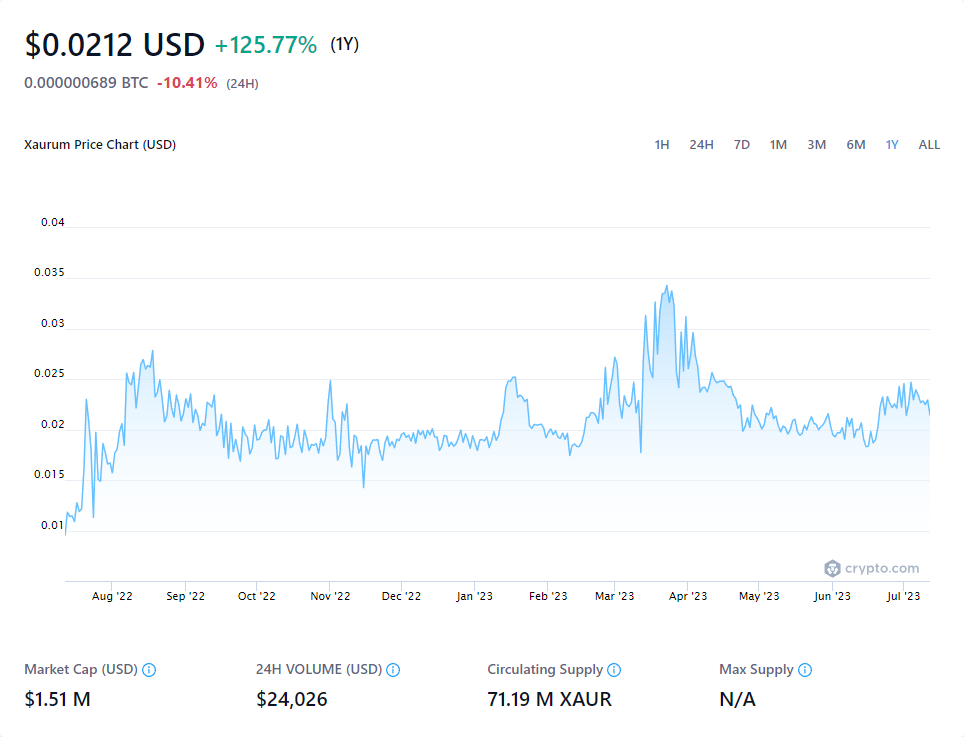 $0.0212 USD +125.77% (1Y)
0.000000689 BTC -10.41% (24H)
Xaurum Price Chart (USD) 1H 24H 7D 1M 3M 6M 1Y ALL
0.04
0.035
0.03
0.025
0.02
0.015
0.01
crypto.com
Aug '22 Sep '22 Oct '22 Nov '22 Dec '22 Jan '23 Feb '23 Mar '23 Apr '23 May '23 Jun '23 Jul '23
Market Cap (USD) 24H VOLUME (USD) Circulating Supply Max Supply
$1.51 M $24,026 71.19 M XAUR N/A